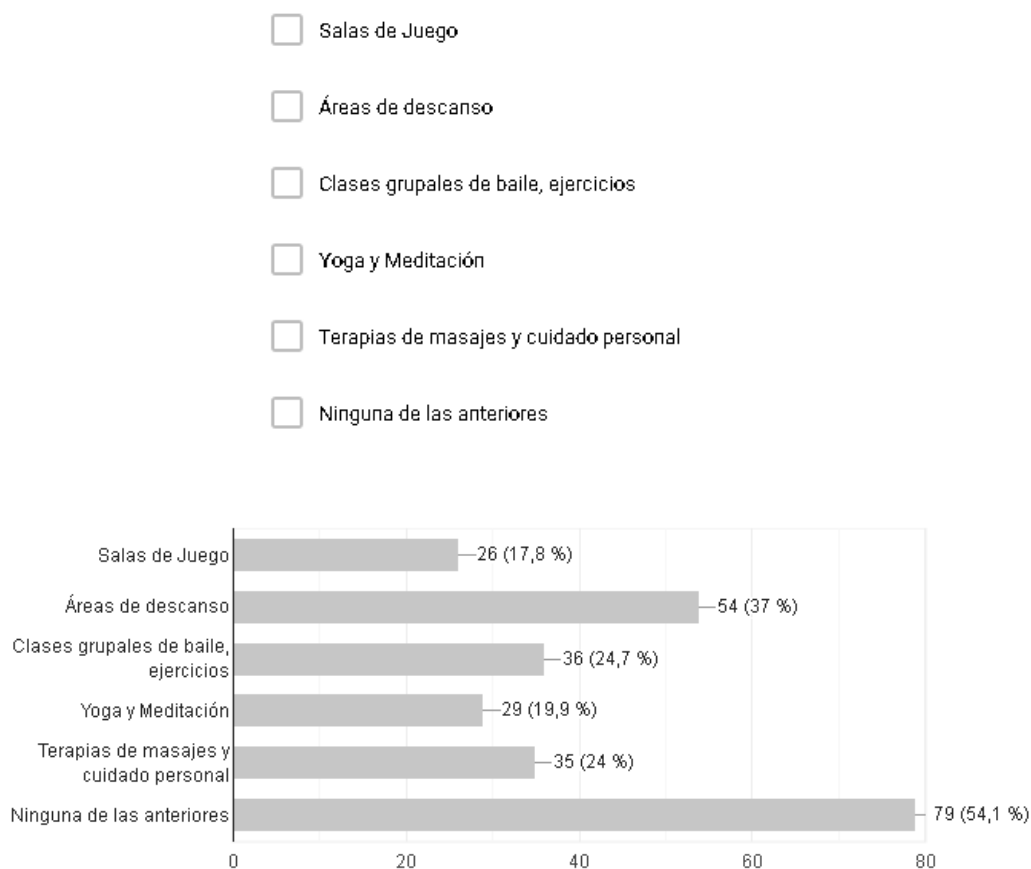 Salas de Juego
Áreas de descanso
Clases grupales de baile, ejercicios
Yoga y Meditación
Terapias de masajes y cuidado personal
Ninguna de las anteriores
Salas de Juego
26 (17,8 %)
Áreas de descanso
54 (37 %)
Clases grupales de baile,
ejercicios
36 (24,7 %)
Yoga y Meditación
29 (19,9 %)
Terapias de masajes y
cuidado personal
35 (24 %)
Ninguna de las anteriores
79 (54,1 %)
0 20 40 60 80